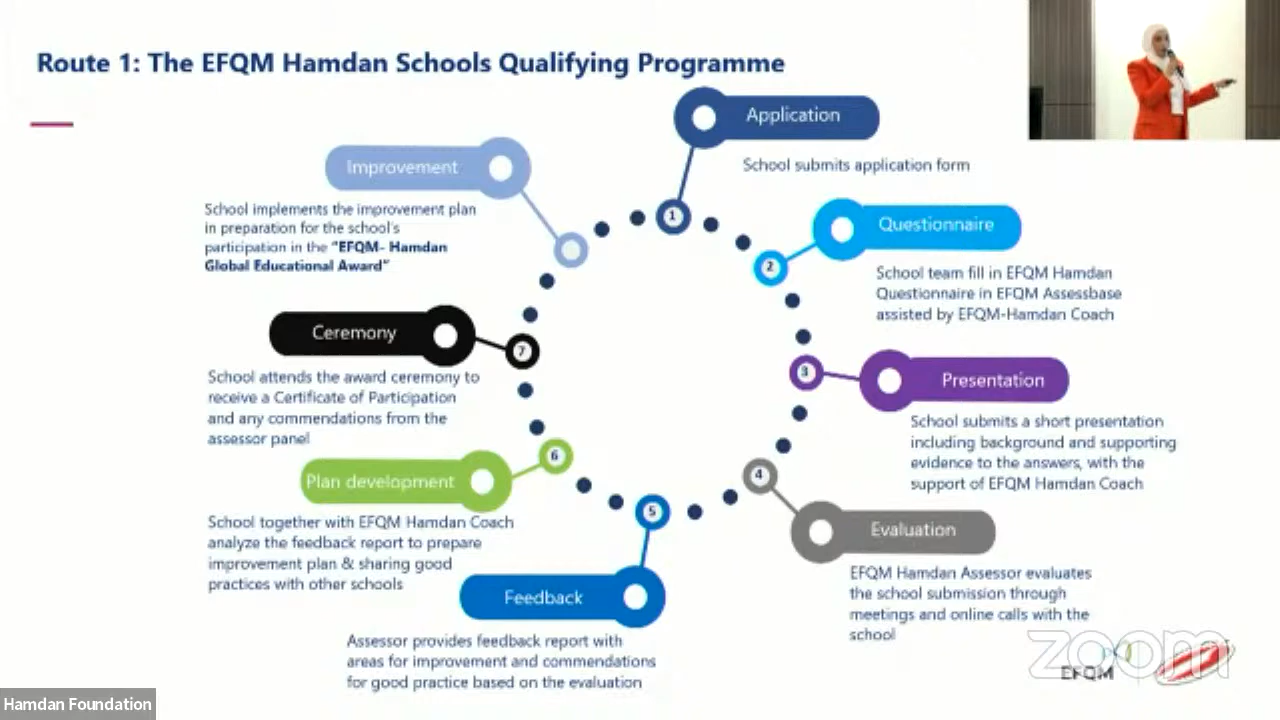 Route 1: The EFQM Hamdan Schools Qualifying Programme
Application
School submits application form
1
Questionnaire
School team fill in EFQM Hamdan
Questionnaire in EFQM Assessbase
assisted by EFQM-Hamdan Coach
2
Presentation
School submits a short presentation
including background and supporting
evidence to the answers, with the
support of EFQM Hamdan Coach
3
Evaluation
EFQM Hamdan Assessor evaluates
the school submission through
meetings and online calls with the
school
4
Feedback
Assessor provides feedback report with
areas for improvement and commendations
for good practice based on the evaluation
5
Plan development
School together with EFQM Hamdan Coach
analyze the feedback report to prepare
improvement plan & sharing good
practices with other schools
6
Ceremony
School attends the award ceremony to
receive a Certificate of Participation
and any commendations from the
assessor panel
7
Improvement
School implements the improvement plan
in preparation for the school's
participation in the "EFQM- Hamdan
Global Educational Award"
zoom
EFQM
Hamdan Foundation